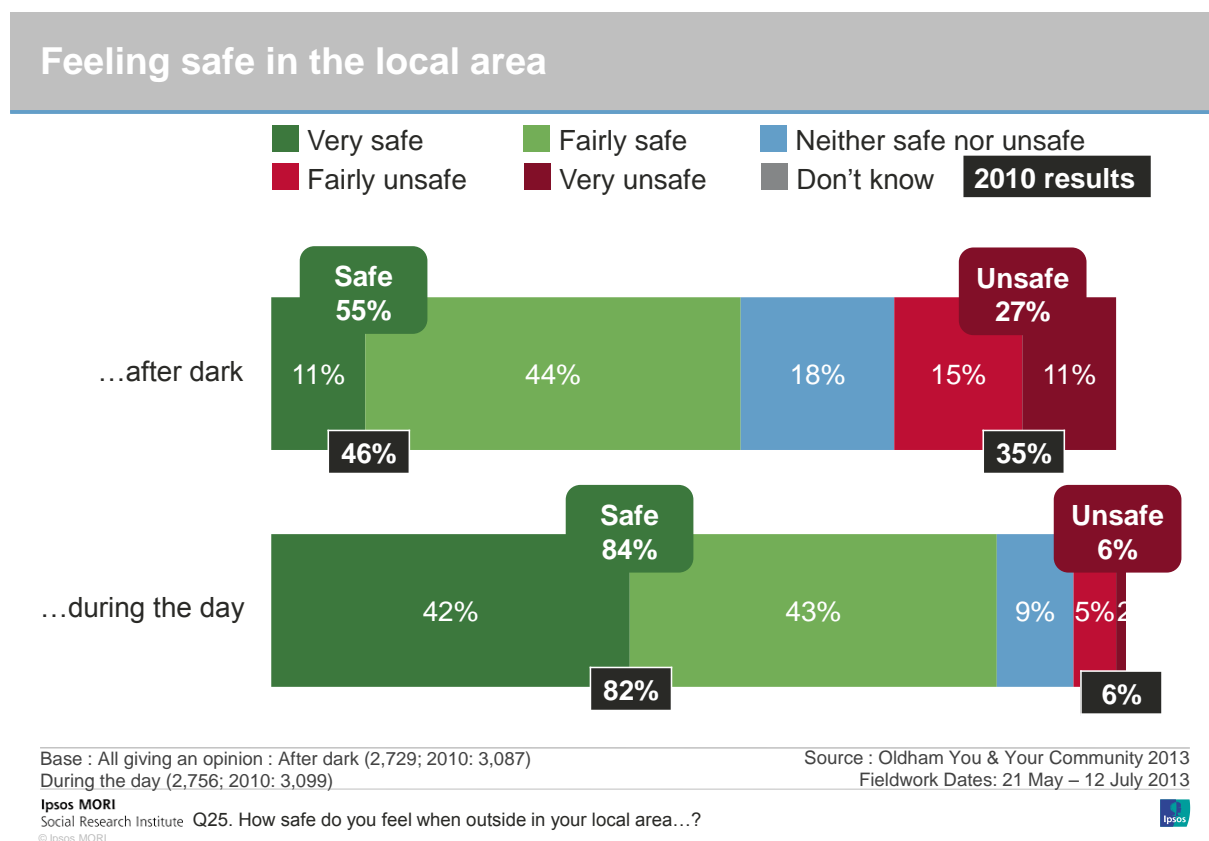 Feeling safe in the local area
Very safe
Fairly safe
Neither safe nor unsafe
Fairly unsafe
Very unsafe
Don't know
2010 results
Safe
55%
Unsafe
27%
…after dark
11%
44%
18%
15%
11%
46%
35%
Safe
84%
Unsafe
6%
…during the day
42%
43%
9%
5%
2
82%
6%
Base : All giving an opinion : After dark (2,729; 2010: 3,087)
During the day (2,756; 2010: 3,099)
Source : Oldham You & Your Community 2013
Fieldwork Dates: 21 May – 12 July 2013
Ipsos MORI
Social Research Institute
Q25. How safe do you feel when outside in your local area…?
© Ipsos MORI
Ipsos